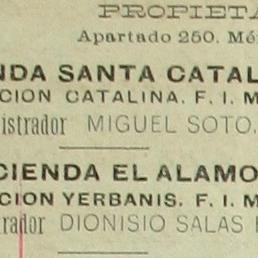 PROPIETA
Apartado 250. Mé
NDA SANTA CATAL
CION CATALINA. F. I. M
istrador MIGUEL SOTO.
CIENDA EL ALAMO
CION YERBANIS. F. I. M
rador DIONISIO SALAS